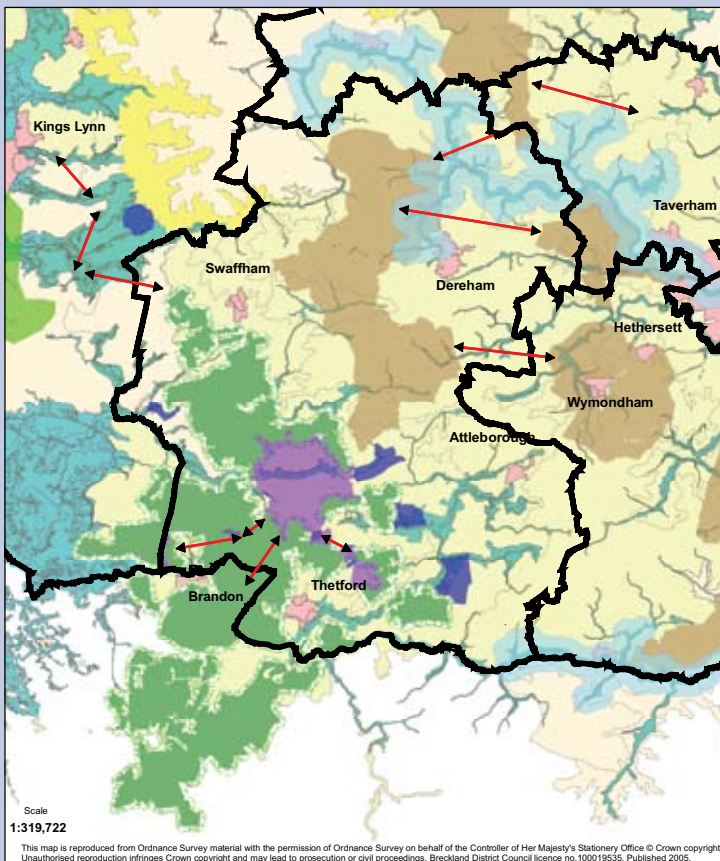 Kings Lynn
Taverham
Swaffham
Dereham
Hethersett
Wymondham
Attleborough
Thetford
Brandon
Scale
1:319,722
This map is reproduced from Ordnance Survey material with the permission of Ordnance Survey on behalf of the Controller of Her Majesty's Stationery Office © Crown copyright
Unauthorised reproduction infringes Crown copyright and may lead to prosecution or civil proceedings. Breckland District Council licence no.100019535. Published 2005.